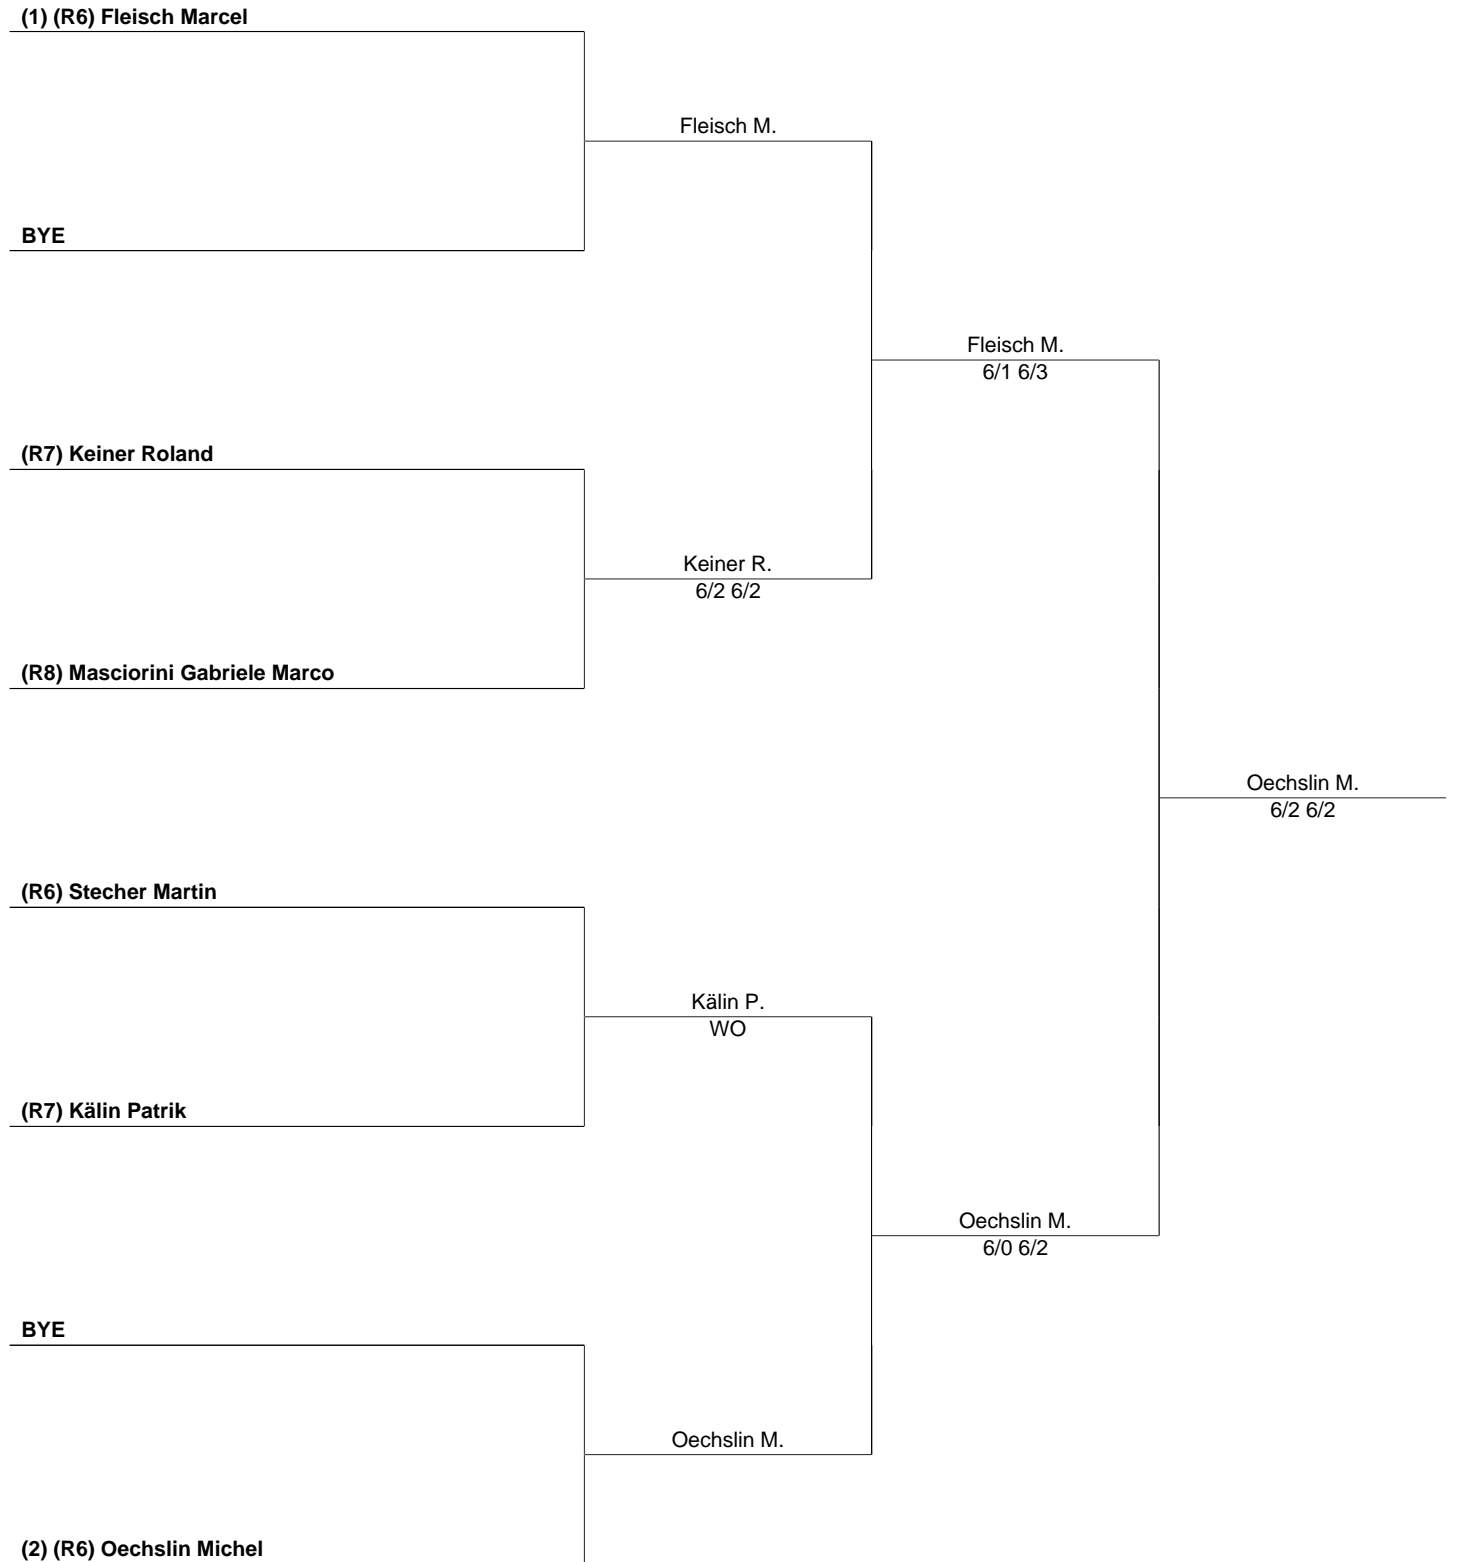 (1) (R6) Fleisch Marcel
Fleisch M.
BYE
Fleisch M.
6/1 6/3
(R7) Keiner Roland
Keiner R.
6/2 6/2
(R8) Masciorini Gabriele Marco
Oechslin M.
6/2 6/2
(R6) Stecher Martin
Kälin P.
WO
(R7) Kälin Patrik
Oechslin M.
6/0 6/2
BYE
Oechslin M.
(2) (R6) Oechslin Michel